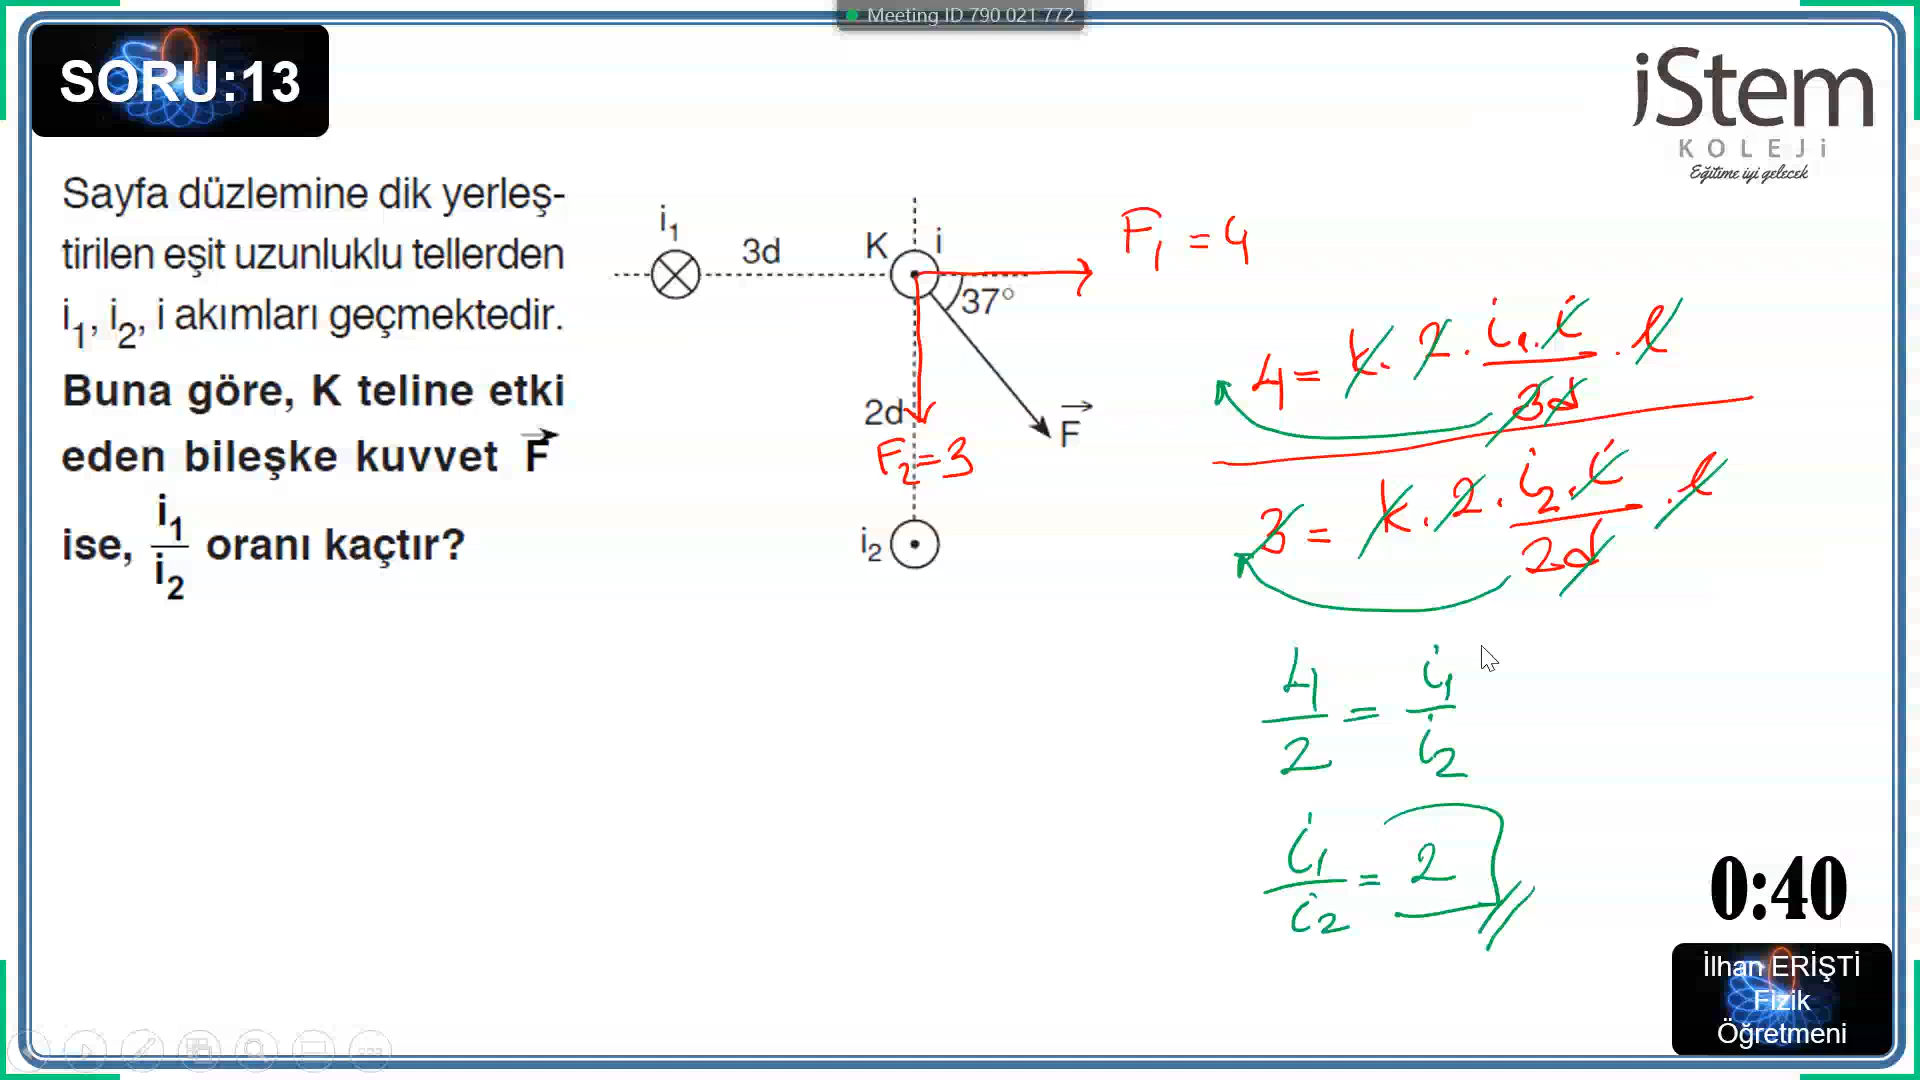 Meeting ID 790 021 772
SORU:13
jStem
KOLEJi
Eğitime iyi gelecek
Sayfa düzlemine dik yerleş-
tirilen eşit uzunluklu tellerden
i₁, i₂, i akımları geçmektedir.
Buna göre, K teline etki
eden bileşke kuvvet F⃗
ise, i₁/i₂ oranı kaçtır?
i₁
3d
K
i
37°
2d
F⃗
i₂
F₁ = 4
F₂ = 3
4 = k . 2 . i₁ . i / 3d . l
3 = k . 2 . i₂ . i / 2d . l
4/2 = i₁/i₂
i₁/i₂ = 2
0:40
İlhan ERİŞTİ
Fizik
Öğretmeni